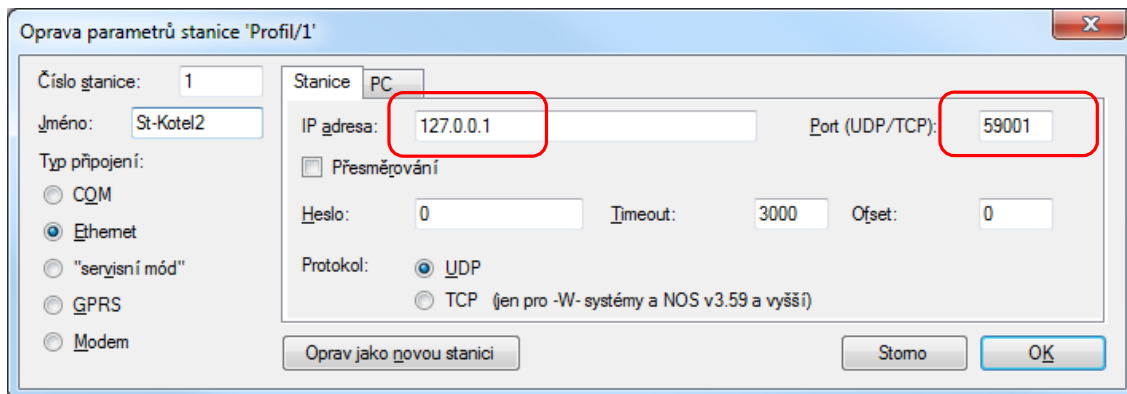 Oprava parametrů stanice 'Profil/1'
Číslo stanice: 1
Jméno: St-Kotel2
Typ připojení:
COM
Ethernet
"servisní mód"
GPRS
Modem
Stanice PC
IP adresa: 127.0.0.1 Port (UDP/TCP): 59001
Přesměrování
Heslo: 0 Timeout: 3000 Ofset: 0
Protokol: UDP
TCP (jen pro -W- systémy a NOS v3.59 a vyšší)
Oprav jako novou stanici Storno OK